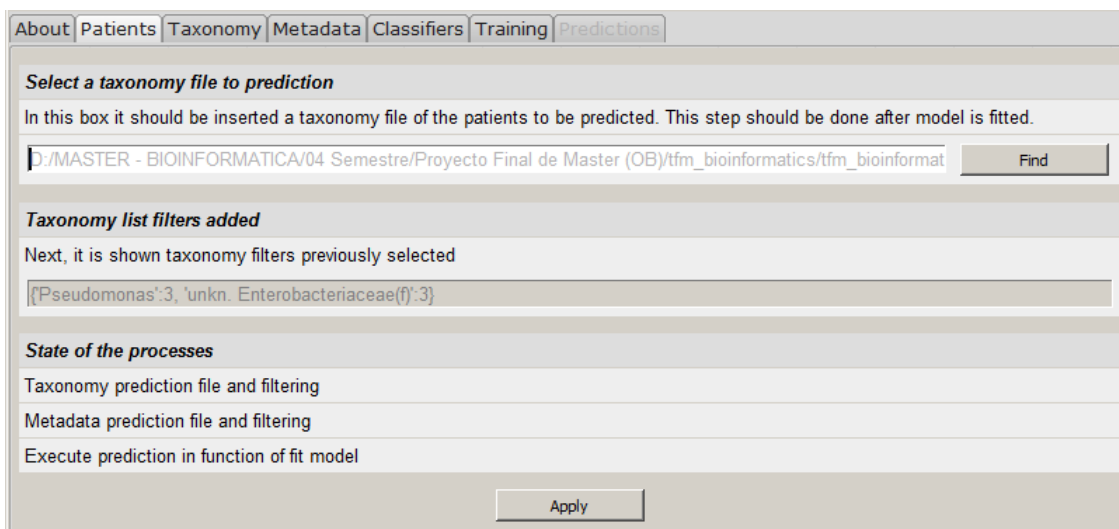 About Patients Taxonomy Metadata Classifiers Training Predictions
Select a taxonomy file to prediction
In this box it should be inserted a taxonomy file of the patients to be predicted. This step should be done after model is fitted.
D:/MASTER - BIOINFORMATICA/04 Semestre/Proyecto Final de Master (OB)/tfm_bioinformatics/tfm_bioinformat Find
Taxonomy list filters added
Next, it is shown taxonomy filters previously selected
{'Pseudomonas':3, 'unkn. Enterobacteriaceae(f)':3}
State of the processes
Taxonomy prediction file and filtering
Metadata prediction file and filtering
Execute prediction in function of fit model
Apply